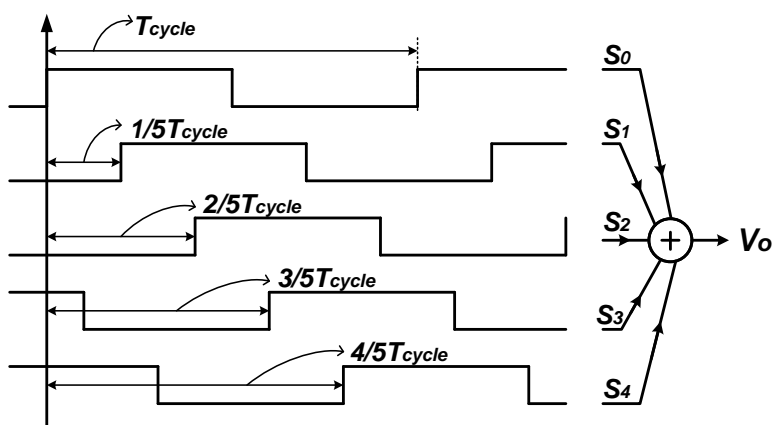 Tcycle
S0
1/5Tcycle
S1
2/5Tcycle
S2
+
Vo
3/5Tcycle
S3
4/5Tcycle
S4